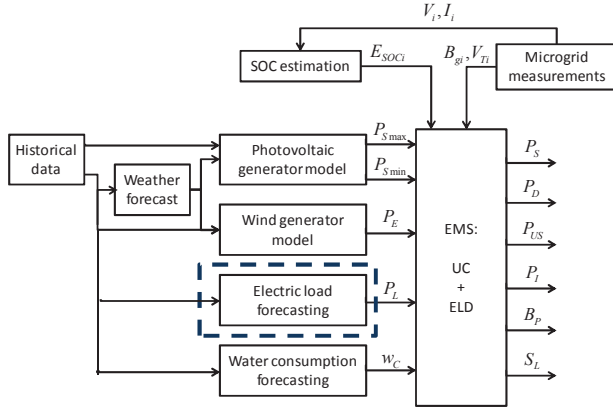 V_i, I_i
SOC estimation
E_SOCi
B_gi, V_Ti
Microgrid
measurements
Historical
data
Weather
forecast
Photovoltaic
generator model
P_S max
P_S min
Wind generator
model
P_E
Electric load
forecasting
P_L
Water consumption
forecasting
w_C
EMS:
UC
+
ELD
P_S
P_D
P_US
P_I
B_P
S_L